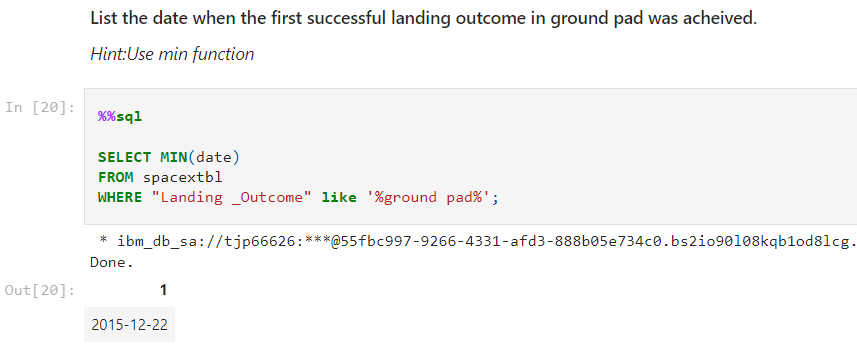 List the date when the first successful landing outcome in ground pad was acheived.
Hint:Use min function
In [20]:
%%sql
SELECT MIN(date)
FROM spacextbl
WHERE "Landing _Outcome" like '%ground pad%';
* ibm_db_sa://tjp66626:***@55fbc997-9266-4331-afd3-888b05e734c0.bs2io90l08kqb1od8lcg.
Done.
Out[20]:
1
2015-12-22